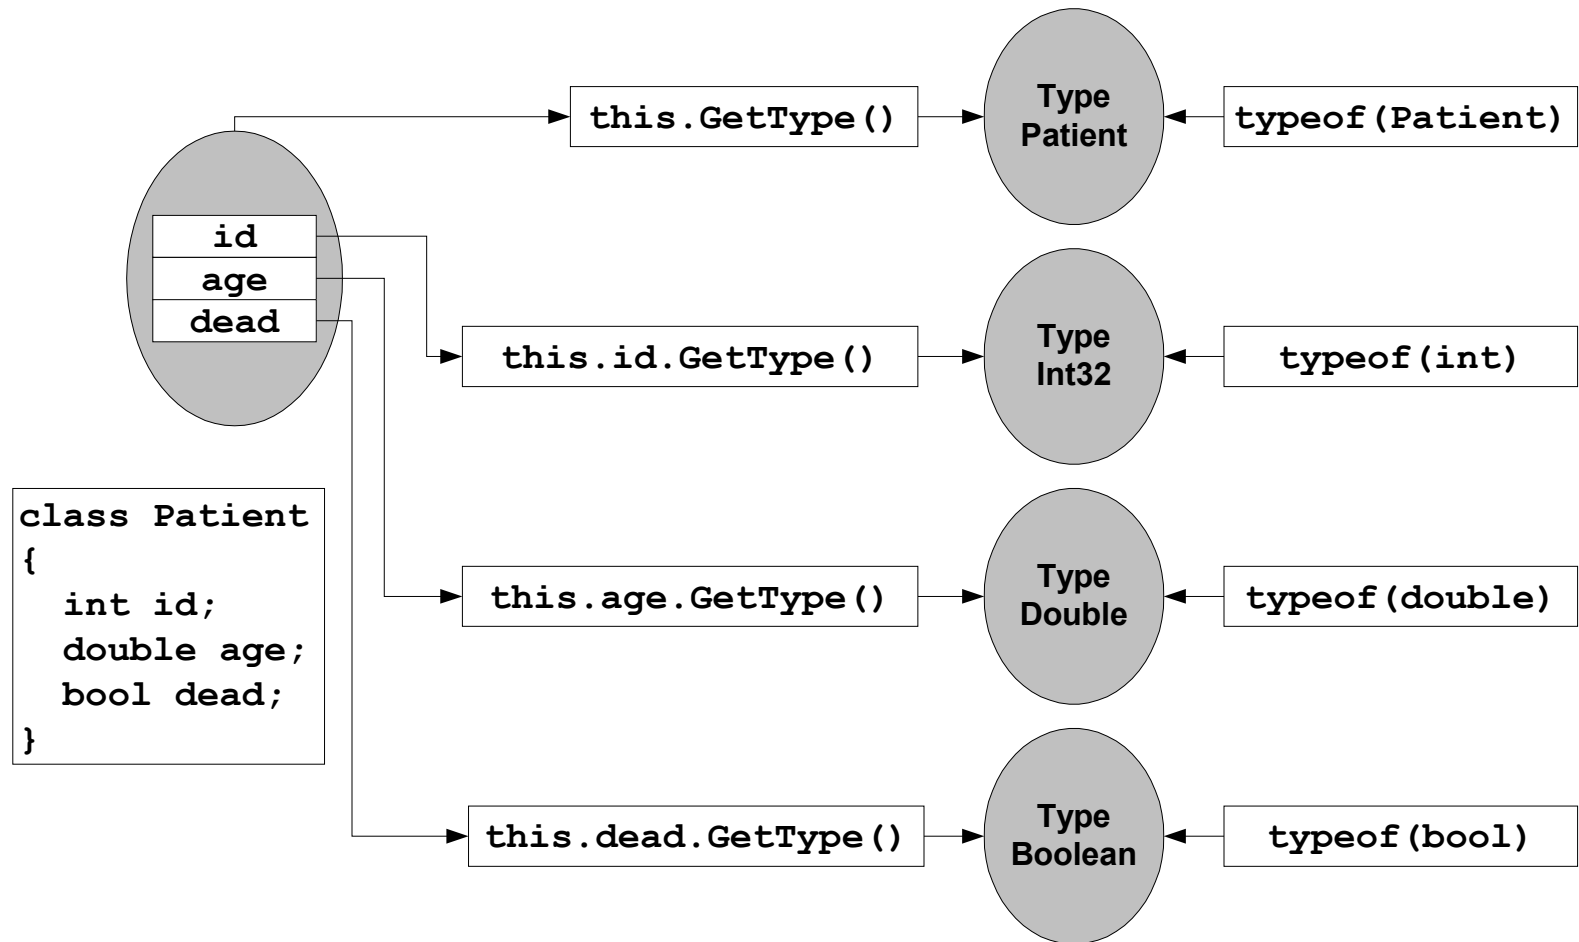 this.GetType()
Type
Patient
typeof(Patient)
id
age
dead
this.id.GetType()
Type
Int32
typeof(int)
class Patient
{
int id;
double age;
bool dead;
}
this.age.GetType()
Type
Double
typeof(double)
this.dead.GetType()
Type
Boolean
typeof(bool)